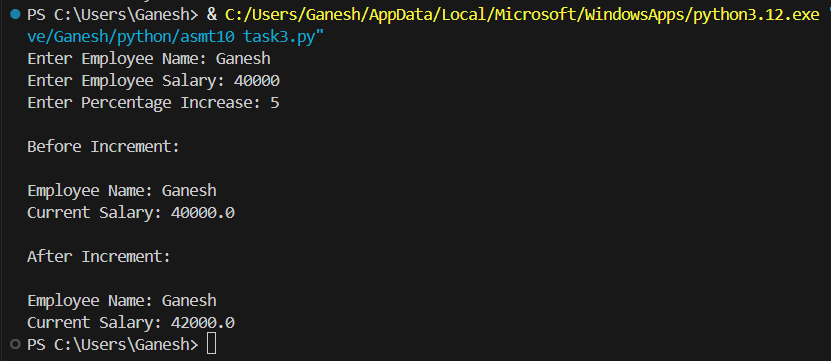 PS C:\Users\Ganesh> & C:/Users/Ganesh/AppData/Local/Microsoft/WindowsApps/python3.12.exe "
ve/Ganesh/python/asmt10 task3.py"
Enter Employee Name: Ganesh
Enter Employee Salary: 40000
Enter Percentage Increase: 5
Before Increment:
Employee Name: Ganesh
Current Salary: 40000.0
After Increment:
Employee Name: Ganesh
Current Salary: 42000.0
PS C:\Users\Ganesh>